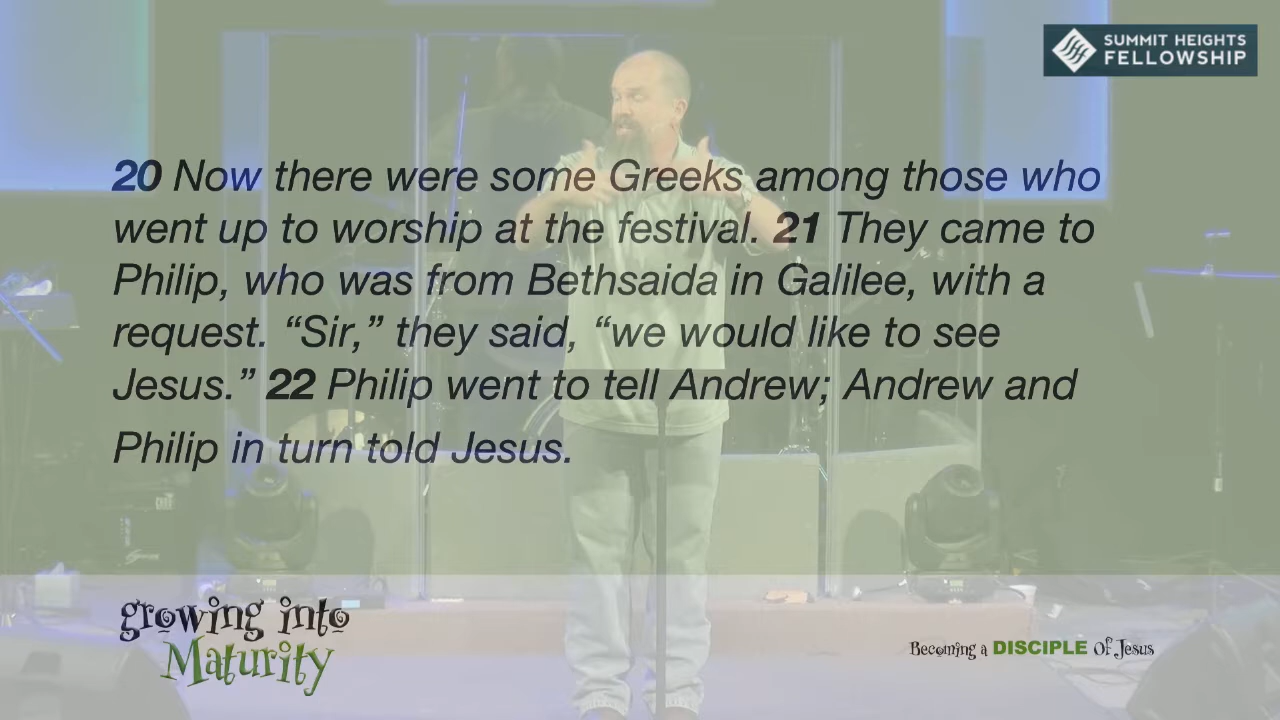 SUMMIT HEIGHTS
FELLOWSHIP
20 Now there were some Greeks among those who
went up to worship at the festival. 21 They came to
Philip, who was from Bethsaida in Galilee, with a
request. “Sir,” they said, “we would like to see
Jesus.” 22 Philip went to tell Andrew; Andrew and
Philip in turn told Jesus.
growing into
Maturity
Becoming a DISCIPLE Of Jesus